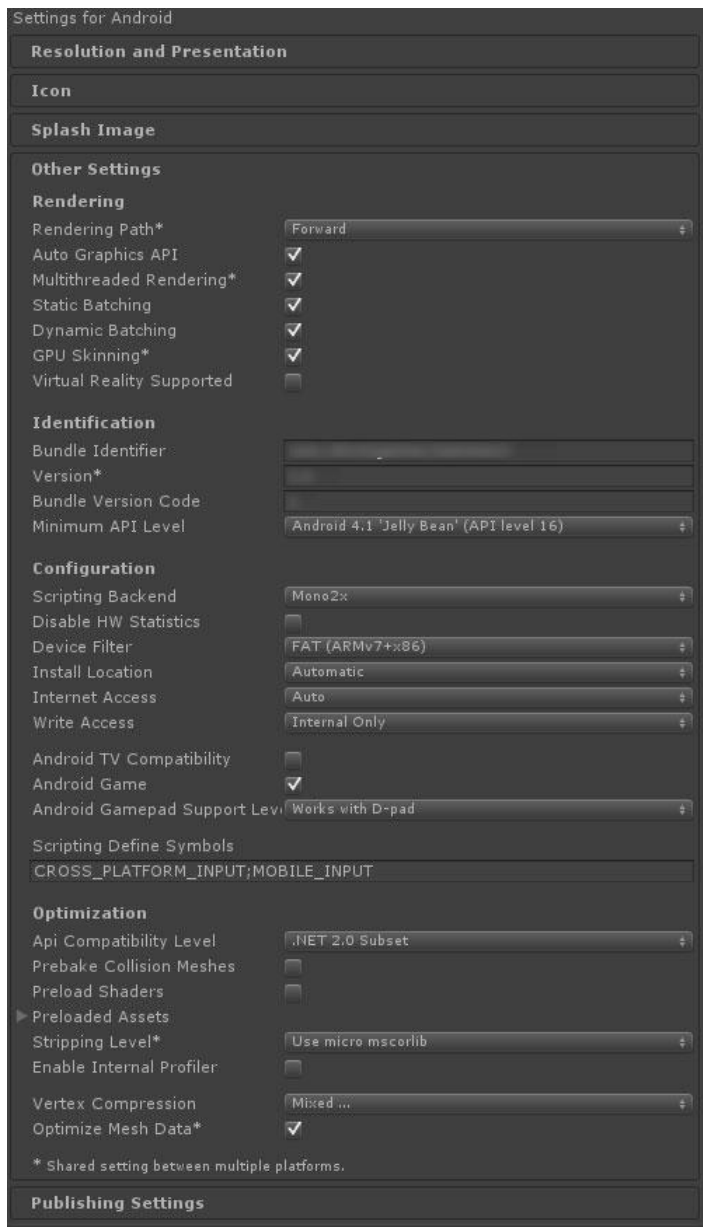 Settings for Android
Resolution and Presentation
Icon
Splash Image
Other Settings
Rendering
Rendering Path* Forward
Auto Graphics API
Multithreaded Rendering*
Static Batching
Dynamic Batching
GPU Skinning*
Virtual Reality Supported
Identification
Bundle Identifier
Version*
Bundle Version Code
Minimum API Level Android 4.1 'Jelly Bean' (API level 16)
Configuration
Scripting Backend Mono2x
Disable HW Statistics
Device Filter FAT (ARMv7+x86)
Install Location Automatic
Internet Access Auto
Write Access Internal Only
Android TV Compatibility
Android Game
Android Gamepad Support Lev Works with D-pad
Scripting Define Symbols
CROSS_PLATFORM_INPUT;MOBILE_INPUT
Optimization
Api Compatibility Level .NET 2.0 Subset
Prebake Collision Meshes
Preload Shaders
Preloaded Assets
Stripping Level* Use micro mscorlib
Enable Internal Profiler
Vertex Compression Mixed ...
Optimize Mesh Data*
* Shared setting between multiple platforms.
Publishing Settings